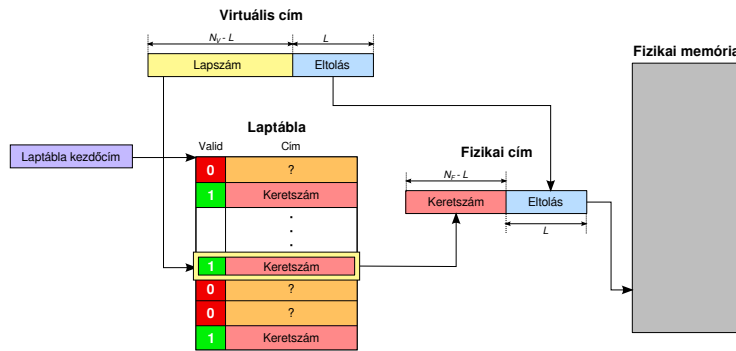 Virtuális cím
N_V - L L
Lapszám Eltolás
Fizikai memória
Laptábla
Valid Cím
Laptábla kezdőcím
0 ?
1 Keretszám
.
.
.
1 Keretszám
0 ?
0 ?
1 Keretszám
Fizikai cím
N_F - L
Keretszám Eltolás
L